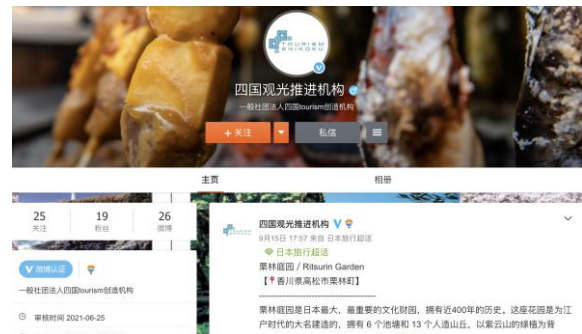 TOURISM
SHIKOKU
四国观光推进机构
一般社团法人四国tourism创造机构
+ 关注
私信
主页
相册
25
19
26
关注
粉丝
微博
V 微博认证
一般社团法人四国tourism创造机构
审核时间 2021-06-25
四国观光推进机构
9月15日 17:57 来自 日本旅行超话
日本旅行超话
栗林庭园 / Ritsurin Garden
【香川県高松市栗林町】
----------------------------------------
栗林庭园是日本最大，最重要的文化财园，拥有近400年的历史。这座花园是为江
户时代的大名建造的，拥有 6 个池塘和 13 个人造山丘，以紫云山的绿植为背